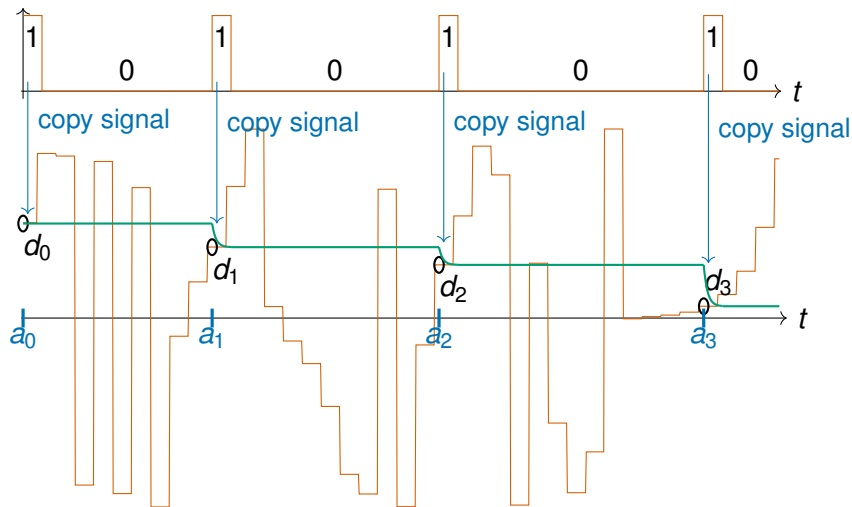 1 1 1 1
0 0 0 0
t
copy signal copy signal copy signal copy signal
d0 d1 d2 d3
t
a0 a1 a2 a3